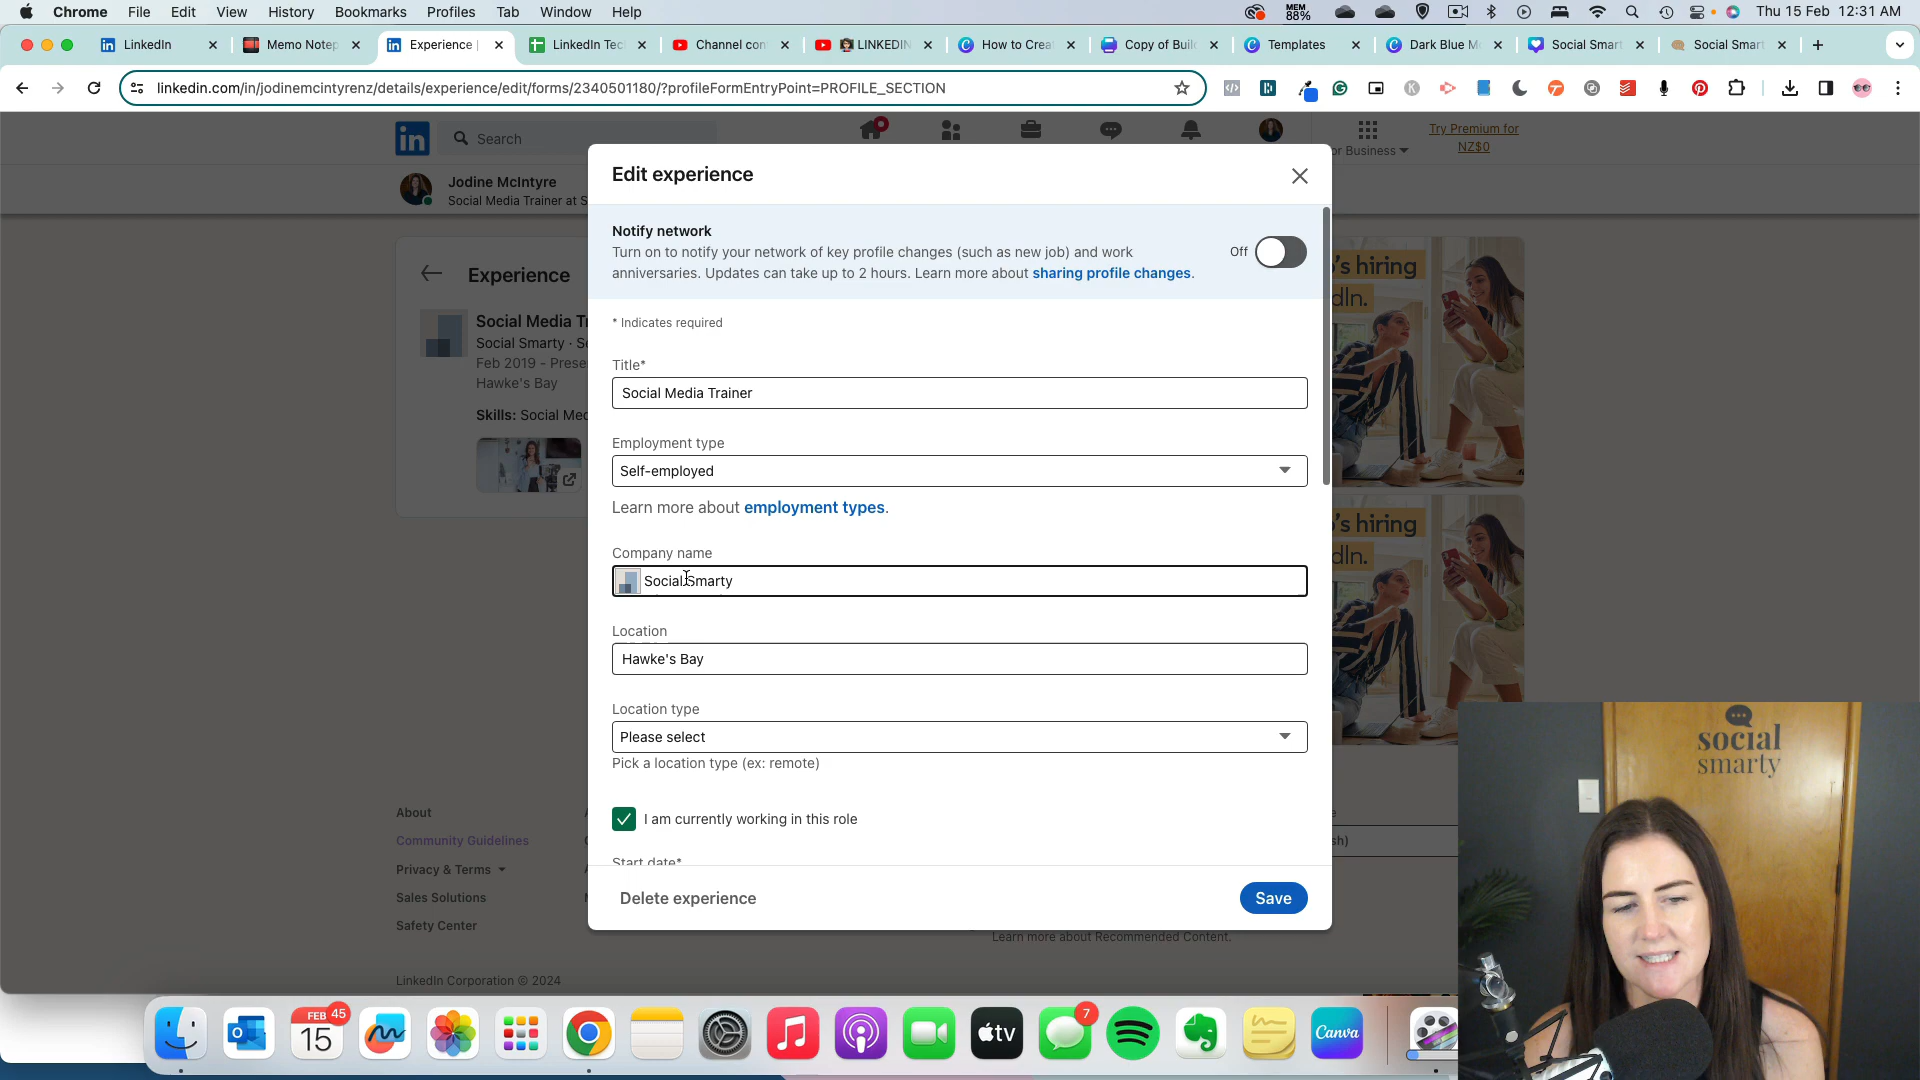 Chrome File Edit View History Bookmarks Profiles Tab Window Help
MEM
88%
Thu 15 Feb 12:31 AM
LinkedIn
Memo Notep
Experience |
LinkedIn Tec
Channel con
LINKEDIN
How to Crea
Copy of Buil
Templates
Dark Blue M
Social Smar
Social Smar
linkedin.com/in/jodinemcintyrenz/details/experience/edit/forms/2340501180/?profileFormEntryPoint=PROFILE_SECTION
in
Search
or Business
Try Premium for
NZ$0
Jodine McIntyre
Social Media Trainer at S
Experience
Social Media Tr
Social Smarty · Se
Feb 2019 - Prese
Hawke's Bay
Skills: Social Med
Edit experience
Notify network
Turn on to notify your network of key profile changes (such as new job) and work
anniversaries. Updates can take up to 2 hours. Learn more about sharing profile changes.
Off
* Indicates required
Title*
Social Media Trainer
Employment type
Self-employed
Learn more about employment types.
Company name
Social Smarty
Location
Hawke's Bay
Location type
Please select
Pick a location type (ex: remote)
I am currently working in this role
Start date*
Delete experience
Save
's hiring
dIn.
's hiring
dIn.
About
Community Guidelines
Privacy & Terms
Sales Solutions
Safety Center
Learn more about Recommended Content.
LinkedIn Corporation © 2024
social
smarty
FEB
15
45
tv
7
Canva